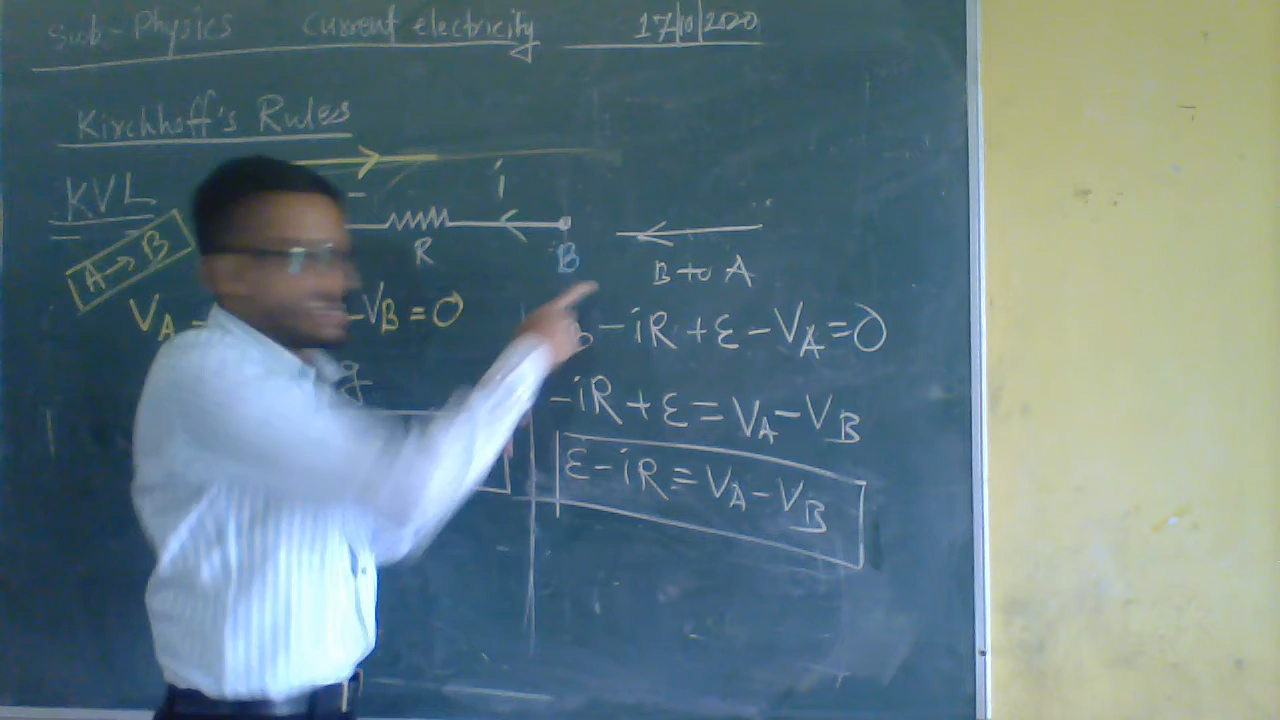 Sub-Physics Current electricity 17/10/2020
Kirchhoff's Rules
KVL
i
R
B
A → B
B to A
V_A - -V_B = 0
-iR + ε - V_A = 0
-iR + ε = V_A - V_B
ε - iR = V_A - V_B